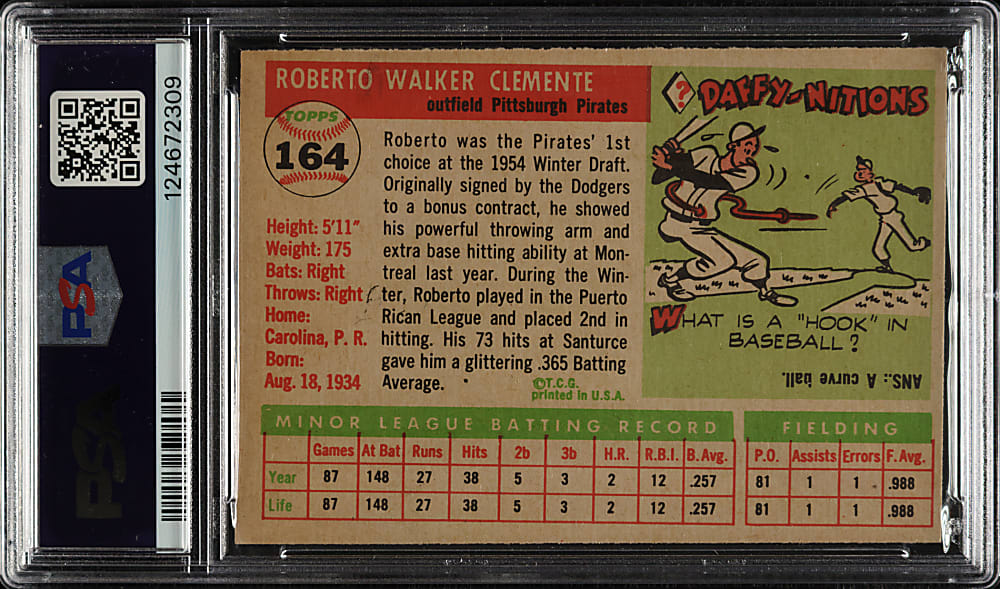 PSA
PSA
124672309
ROBERTO WALKER CLEMENTE
outfield Pittsburgh Pirates
TOPPS
164
Height: 5'11"
Weight: 175
Bats: Right
Throws: Right
Home:
Carolina, P. R.
Born:
Aug. 18, 1934
Roberto was the Pirates' 1st
choice at the 1954 Winter Draft.
Originally signed by the Dodgers
to a bonus contract, he showed
his powerful throwing arm and
extra base hitting ability at Mon-
treal last year. During the Win-
ter, Roberto played in the Puerto
Rican League and placed 2nd in
hitting. His 73 hits at Santurce
gave him a glittering .365 Batting
Average.
©T.C.G.
printed in U.S.A.
? DAFFY-NITIONS
WHAT IS A "HOOK" IN
BASEBALL?
ANS.: A curve ball.
MINOR LEAGUE BATTING RECORD
Games At Bat Runs Hits 2b 3b H.R. R.B.I. B. Avg.
Year 87 148 27 38 5 3 2 12 .257
Life 87 148 27 38 5 3 2 12 .257
FIELDING
P.O. Assists Errors F. Avg.
81 1 1 .988
81 1 1 .988